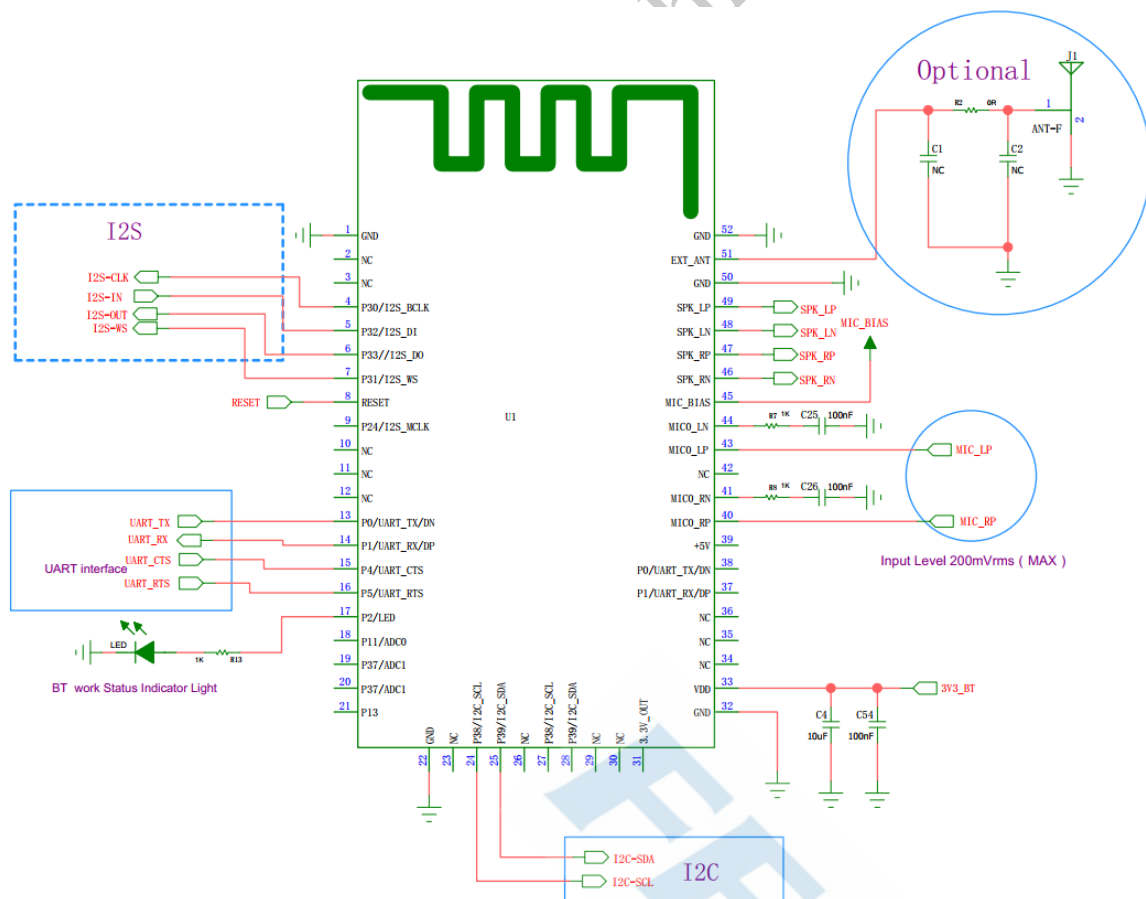 Optional
J1
R2 0R
1
2
ANT-F
C1
NC
C2
NC
I2S
I2S-CLK
I2S-IN
I2S-OUT
I2S-WS
RESET
UART_TX
UART_RX
UART_CTS
UART_RTS
UART interface
LED
1K R13
BT work Status Indicator Light
U1
1 GND
2 NC
3 NC
4 P30/I2S_BCLK
5 P32/I2S_DI
6 P33//I2S_DO
7 P31/I2S_WS
8 RESET
9 P24/I2S_MCLK
10 NC
11 NC
12 NC
13 P0/UART_TX/DN
14 P1/UART_RX/DP
15 P4/UART_CTS
16 P5/UART_RTS
17 P2/LED
18 P11/ADC0
19 P37/ADC1
20 P37/ADC1
21 P13
22 GND
23 NC
24 P38/I2C_SCL
25 P39/I2C_SDA
26 NC
27 P38/I2C_SCL
28 P39/I2C_SDA
29 NC
30 NC
31 3.3V_OUT
GND 52
EXT_ANT 51
GND 50
SPK_LP 49
SPK_LN 48
SPK_RP 47
SPK_RN 46
MIC_BIAS 45
MICO_LN 44
MICO_LP 43
NC 42
MICO_RN 41
MICO_RP 40
+5V 39
P0/UART_TX/DN 38
P1/UART_RX/DP 37
NC 36
NC 35
NC 34
VDD 33
GND 32
SPK_LP
SPK_LN
SPK_RP
SPK_RN
MIC_BIAS
R7 1K C25 100nF
MIC_LP
R8 1K C26 100nF
MIC_RP
Input Level 200mVrms ( MAX )
3V3_BT
C4
10uF
C54
100nF
I2C-SDA
I2C-SCL
I2C